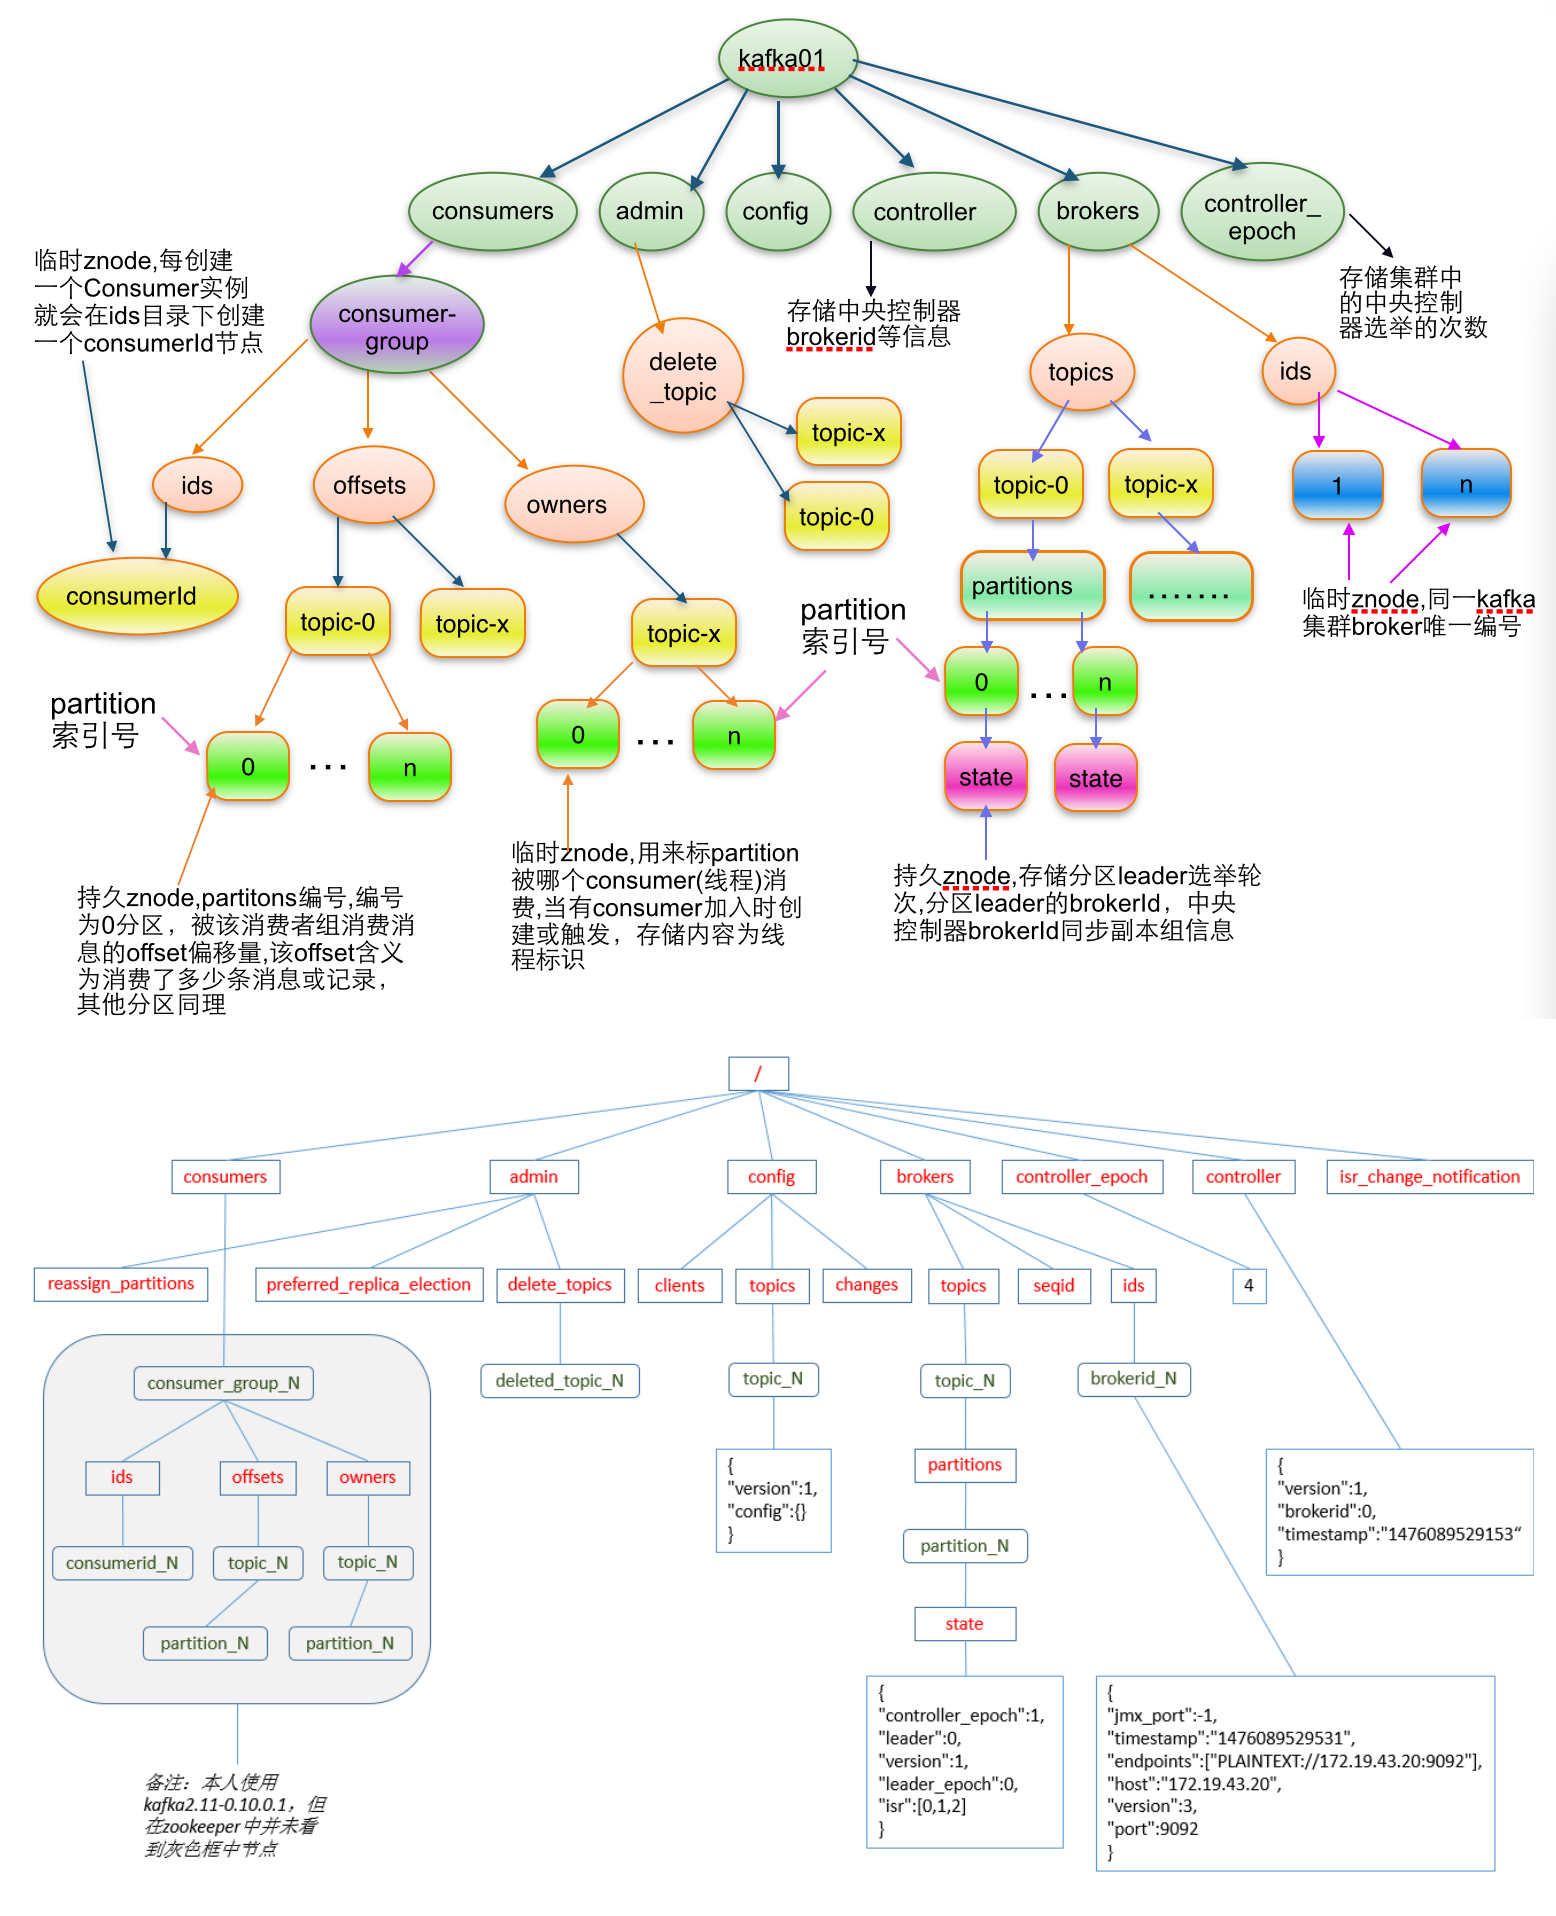 kafka01
consumers
admin
config
controller
brokers
controller_
epoch
临时znode,每创建
一个Consumer实例
就会在ids目录下创建
一个consumerId节点
consumer-
group
存储中央控制器
brokerid等信息
存储集群中
的中央控制
器选举的次数
delete
_topic
topics
ids
topic-x
topic-0
ids
offsets
owners
topic-0
topic-x
1
n
consumerId
topic-0
topic-x
topic-x
partition
索引号
partitions
.......
临时znode,同一kafka
集群broker唯一编号
partition
索引号
0
...
n
0
...
n
0
...
n
state
state
持久znode,partitons编号,编号
为0分区，被该消费者组消费消
息的offset偏移量,该offset含义
为消费了多少条消息或记录，
其他分区同理
临时znode,用来标partition
被哪个consumer(线程)消
费,当有consumer加入时创
建或触发，存储内容为线
程标识
持久znode,存储分区leader选举轮
次,分区leader的brokerId，中央
控制器brokerId同步副本组信息
/
consumers
admin
config
brokers
controller_epoch
controller
isr_change_notification
reassign_partitions
preferred_replica_election
delete_topics
clients
topics
changes
topics
seqid
ids
4
consumer_group_N
deleted_topic_N
topic_N
topic_N
brokerid_N
ids
offsets
owners
consumerid_N
topic_N
topic_N
partition_N
partition_N
{
"version":1,
"config":{}
}
partitions
partition_N
state
{
"version":1,
"brokerid":0,
"timestamp":"1476089529153“
}
{
"controller_epoch":1,
"leader":0,
"version":1,
"leader_epoch":0,
"isr":[0,1,2]
}
{
"jmx_port":-1,
"timestamp":"1476089529531",
"endpoints":["PLAINTEXT://172.19.43.20:9092"],
"host":"172.19.43.20",
"version":3,
"port":9092
}
备注：本人使用
kafka2.11-0.10.0.1，但
在zookeeper中并未看
到灰色框中节点